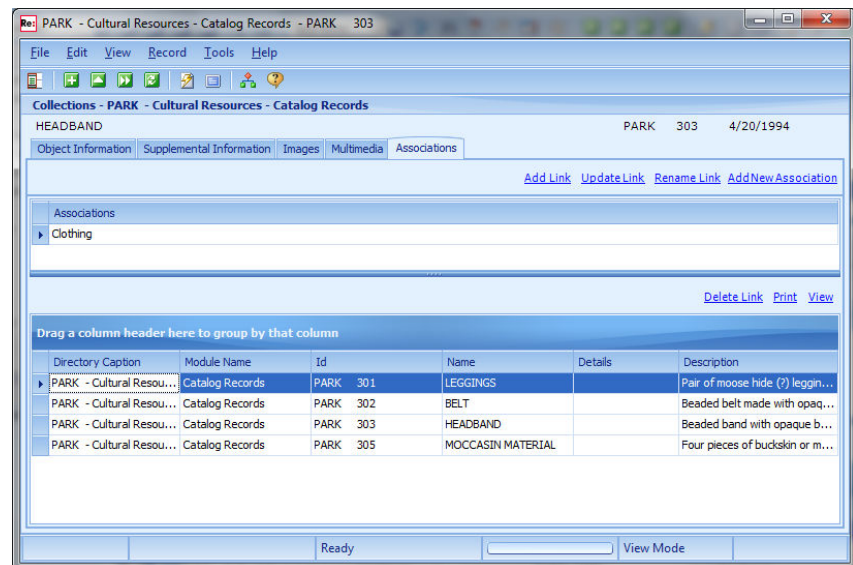 Re: PARK - Cultural Resources - Catalog Records - PARK 303
File Edit View Record Tools Help
Collections - PARK - Cultural Resources - Catalog Records
HEADBAND PARK 303 4/20/1994
Object Information Supplemental Information Images Multimedia Associations
Add Link Update Link Rename Link Add New Association
Associations
Clothing
Delete Link Print View
Drag a column header here to group by that column
Directory Caption Module Name Id Name Details Description
PARK - Cultural Resou... Catalog Records PARK 301 LEGGINGS Pair of moose hide (?) leggin...
PARK - Cultural Resou... Catalog Records PARK 302 BELT Beaded belt made with opaq...
PARK - Cultural Resou... Catalog Records PARK 303 HEADBAND Beaded band with opaque b...
PARK - Cultural Resou... Catalog Records PARK 305 MOCCASIN MATERIAL Four pieces of buckskin or m...
Ready View Mode